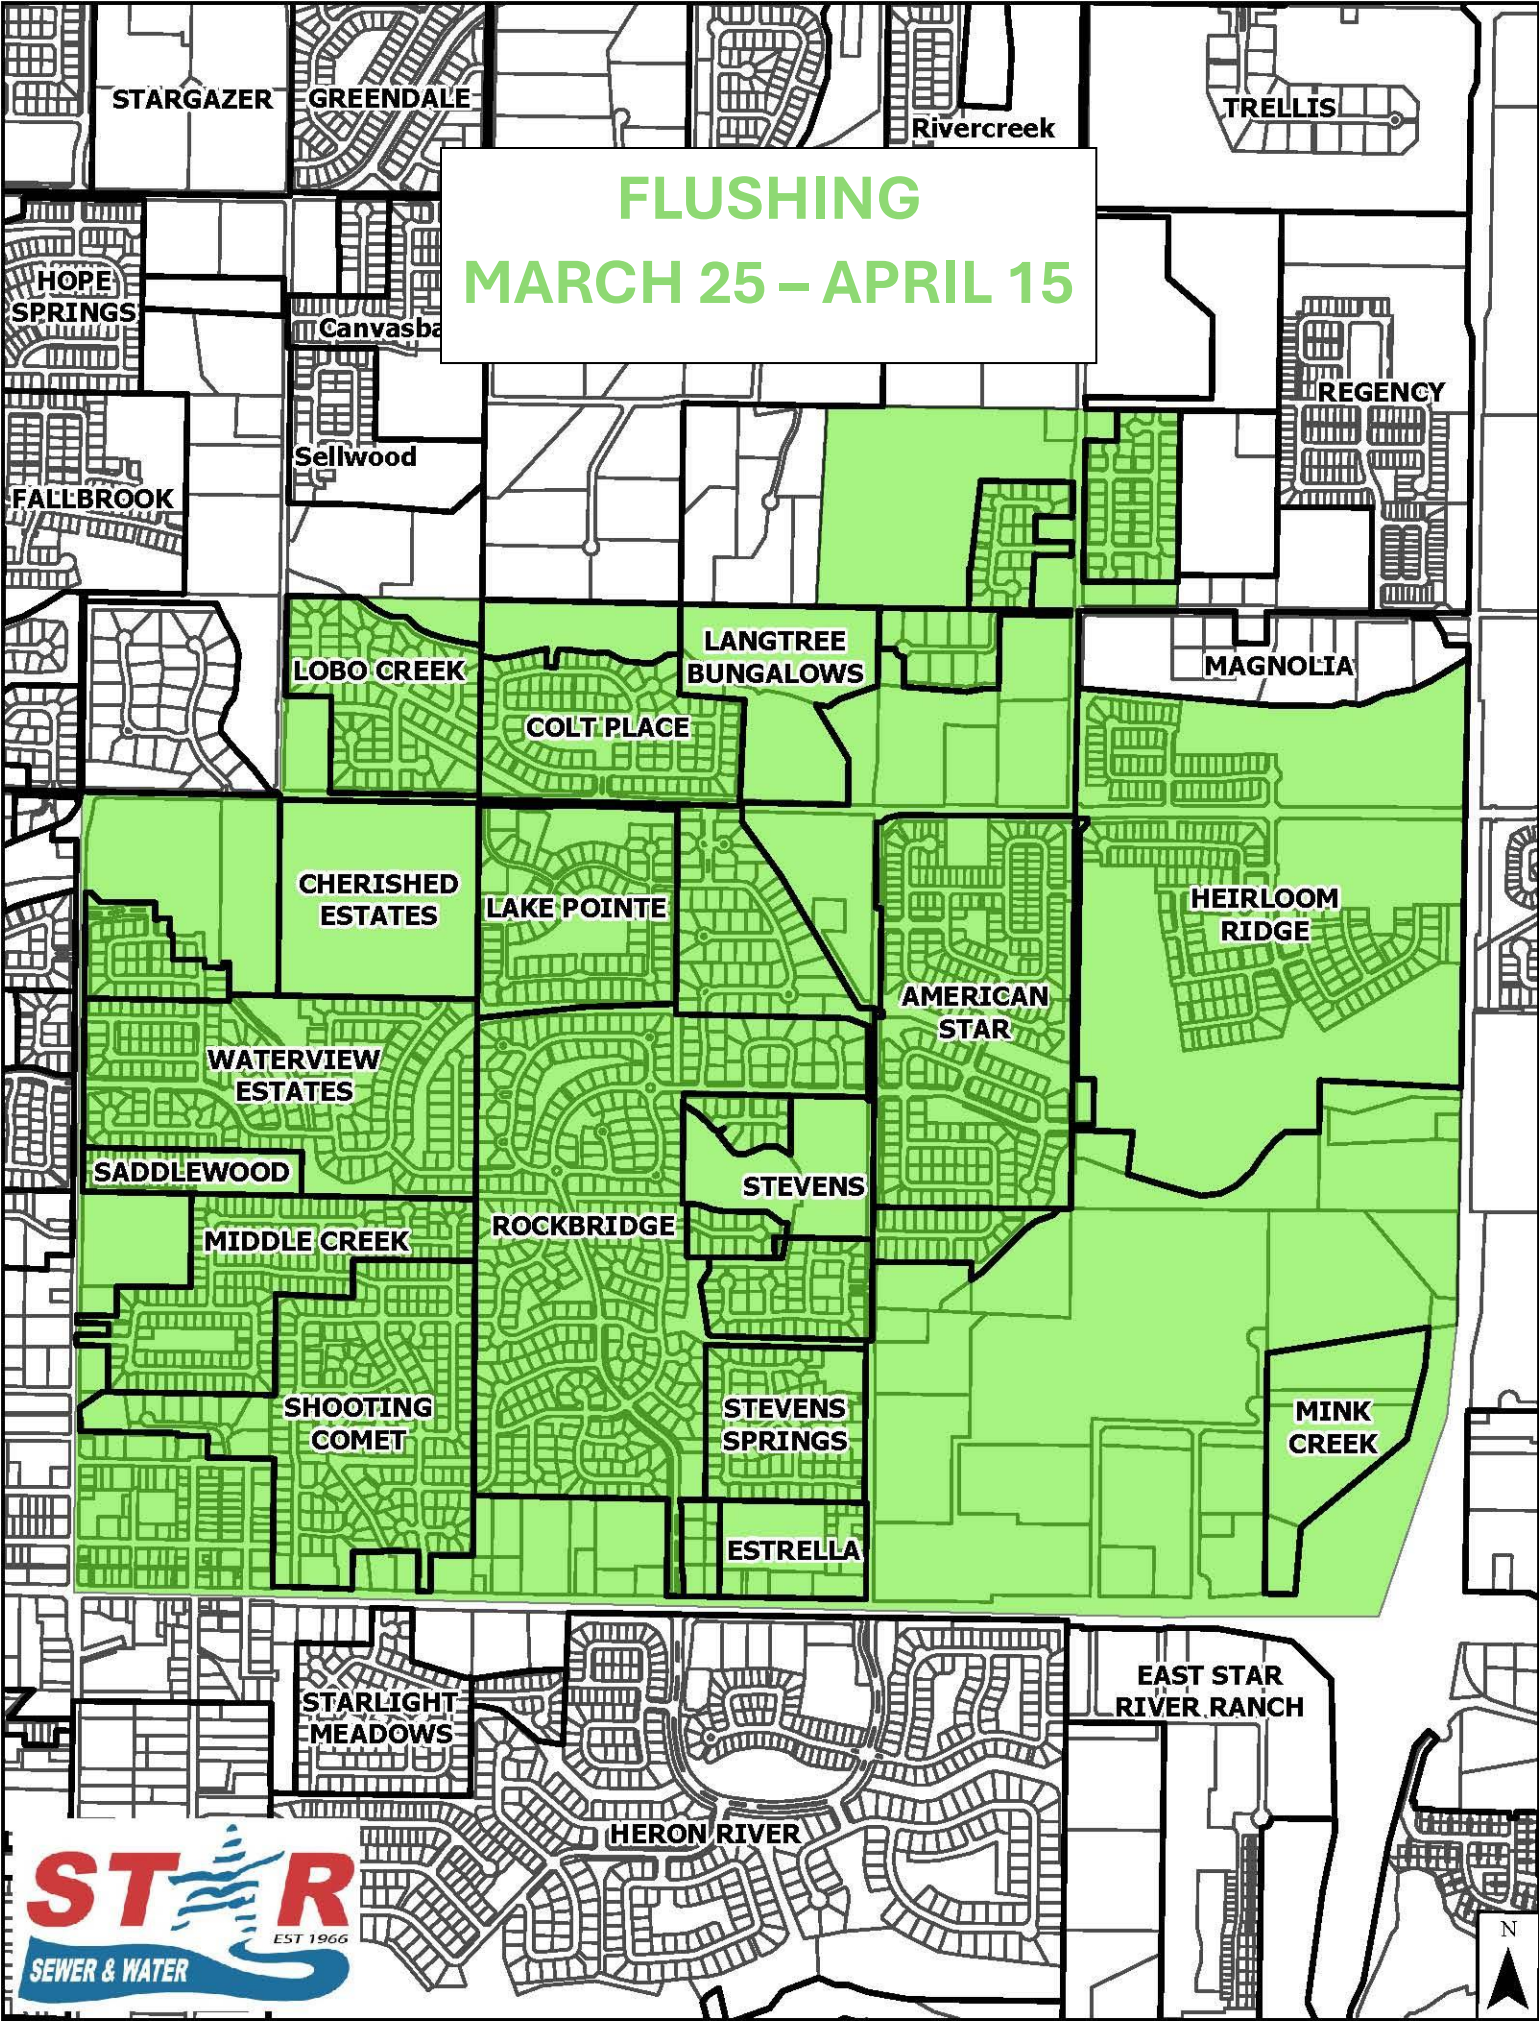 STARGAZER
GREENDALE
Rivercreek
TRELLIS
FLUSHING
MARCH 25 – APRIL 15
HOPE
SPRINGS
Canvasba
REGENCY
Sellwood
FALLBROOK
LOBO CREEK
LANGTREE
BUNGALOWS
MAGNOLIA
COLT PLACE
CHERISHED
ESTATES
LAKE POINTE
HEIRLOOM
RIDGE
AMERICAN
STAR
WATERVIEW
ESTATES
SADDLEWOOD
STEVENS
ROCKBRIDGE
MIDDLE CREEK
SHOOTING
COMET
STEVENS
SPRINGS
MINK
CREEK
ESTRELLA
STARLIGHT
MEADOWS
EAST STAR
RIVER RANCH
HERON RIVER
STAR
EST 1966
SEWER & WATER
N